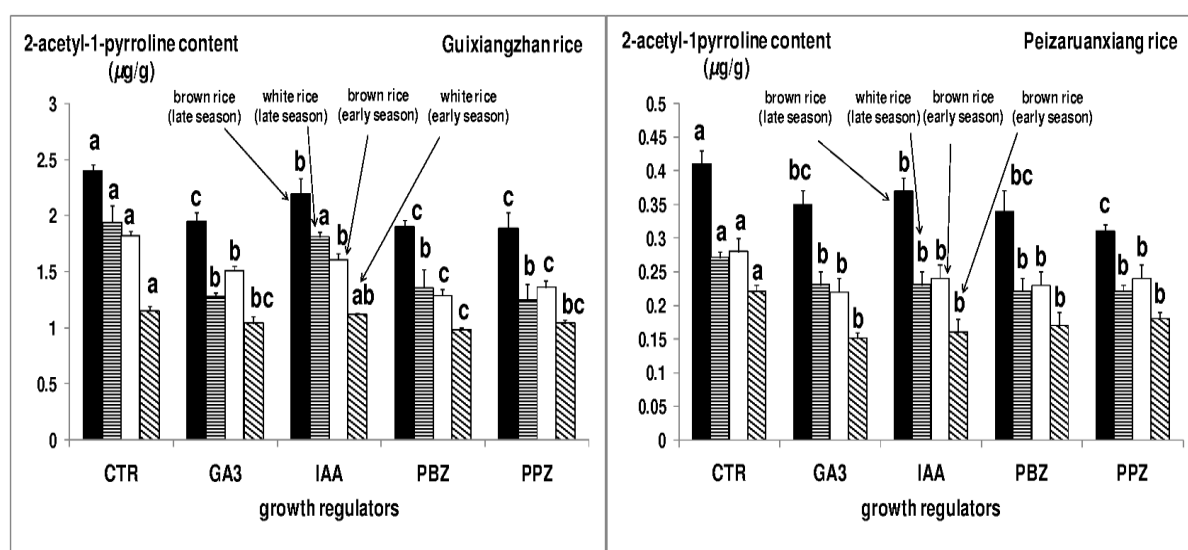 2-acetyl-1-pyrroline content
(µg/g)
Guixiangzhan rice
brown rice
(late season)
white rice
(late season)
brown rice
(early season)
white rice
(early season)
3
2.5
2
1.5
1
0.5
0
a
a
a
a
c
b
b
bc
b
a
b
ab
c
b
c
c
c
b
c
bc
CTR GA3 IAA PBZ PPZ
growth regulators
2-acetyl-1pyrroline content
(µg/g)
Peizaruanxiang rice
brown rice
(late season)
white rice
(late season)
brown rice
(early season)
brown rice
(early season)
0.5
0.45
0.4
0.35
0.3
0.25
0.2
0.15
0.1
0.05
0
a
a
a
a
bc
b
b
b
b
b
b
b
bc
b
b
b
c
b
b
b
CTR GA3 IAA PBZ PPZ
growth regulators